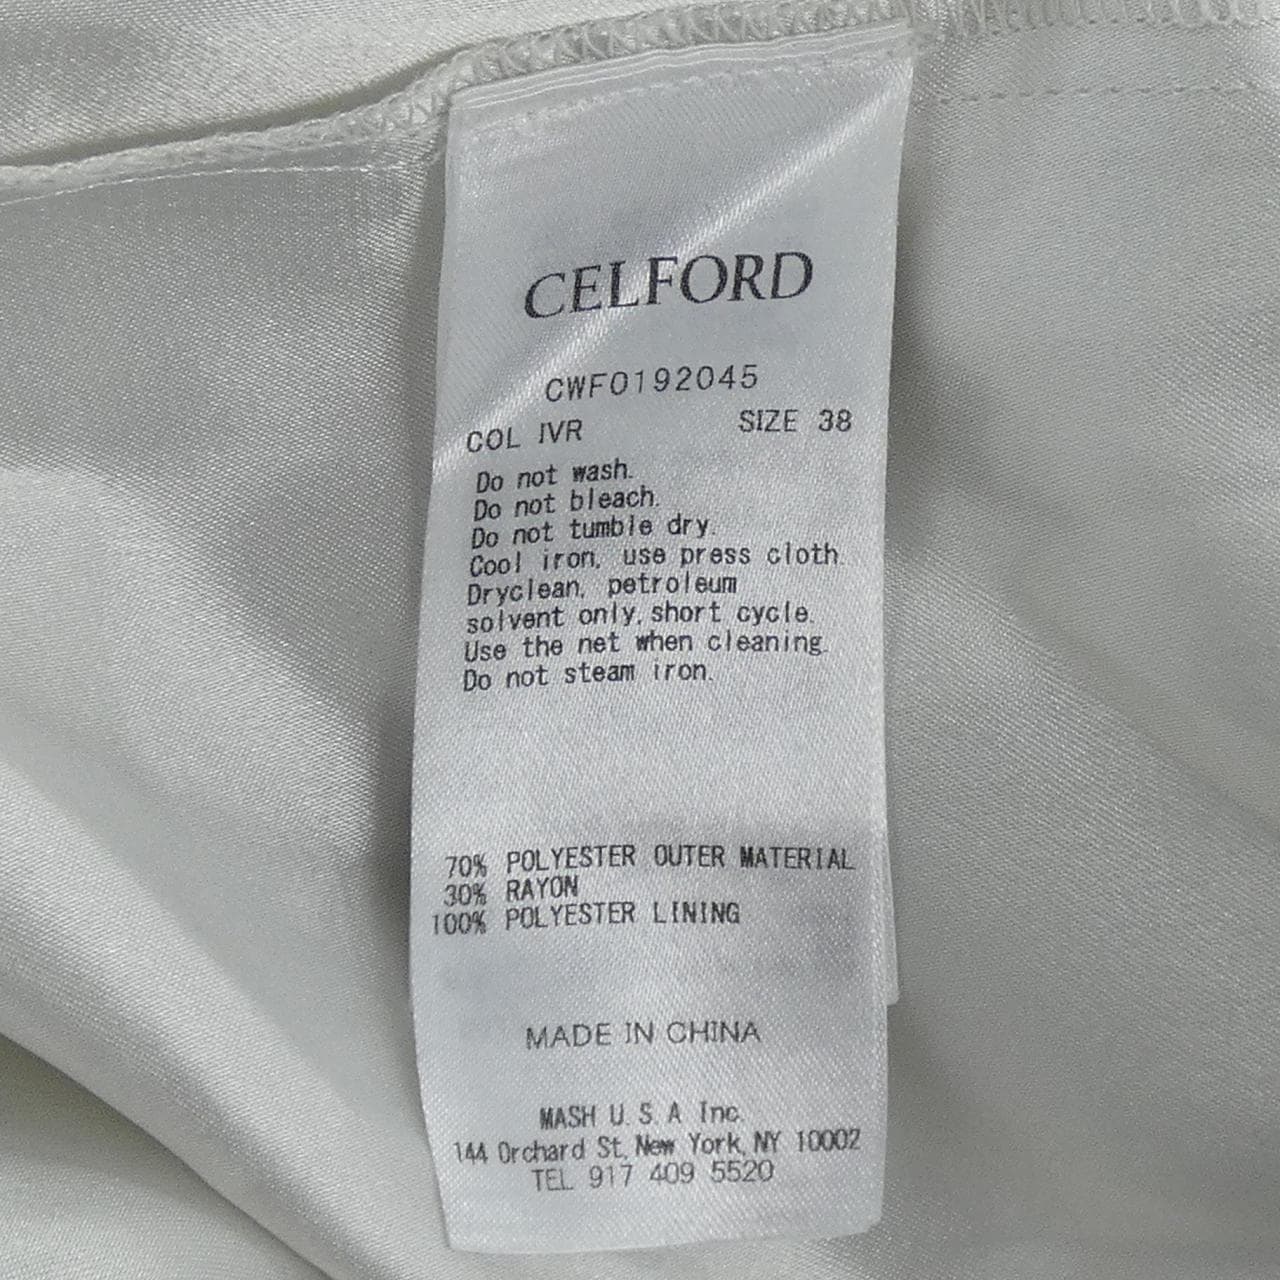 CELFORD
CWF0192045
COL IVR SIZE 38
Do not wash.
Do not bleach.
Do not tumble dry.
Cool iron, use press cloth.
Dryclean, petroleum
solvent only, short cycle.
Use the net when cleaning.
Do not steam iron.
70% POLYESTER OUTER MATERIAL
30% RAYON
100% POLYESTER LINING
MADE IN CHINA
MASH U.S.A Inc.
144 Orchard St, New York, NY 10002
TEL 917 409 5520